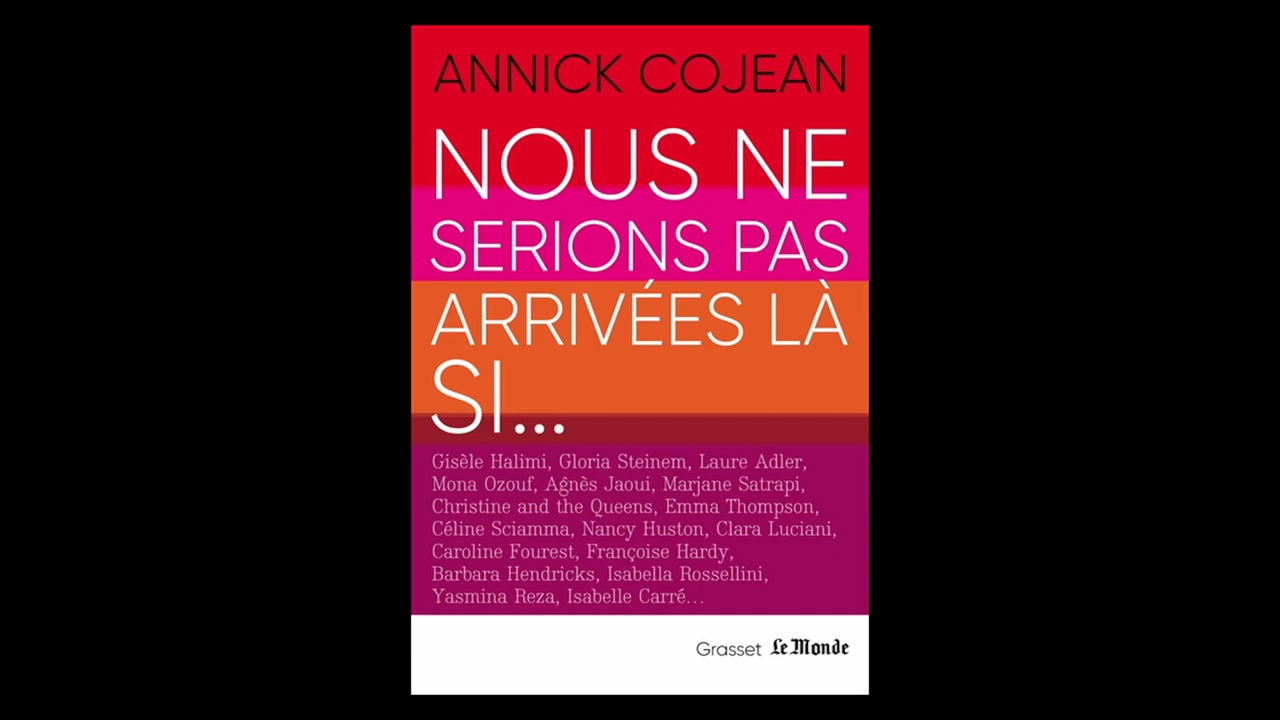 ANNICK COJEAN
NOUS NE
SERIONS PAS
ARRIVÉES LÀ
SI...
Gisèle Halimi, Gloria Steinem, Laure Adler,
Mona Ozouf, Agnès Jaoui, Marjane Satrapi,
Christine and the Queens, Emma Thompson,
Céline Sciamma, Nancy Huston, Clara Luciani,
Caroline Fourest, Françoise Hardy,
Barbara Hendricks, Isabella Rossellini,
Yasmina Reza, Isabelle Carré...
Grasset Le Monde